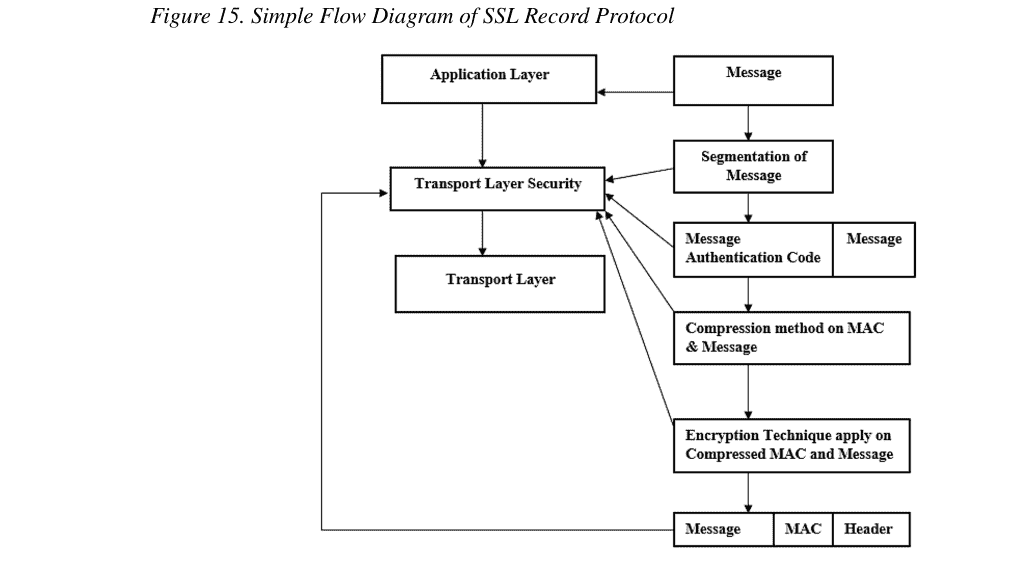 Figure 15. Simple Flow Diagram of SSL Record Protocol
Application Layer
Message
Segmentation of
Message
Transport Layer Security
Message
Authentication Code
Message
Transport Layer
Compression method on MAC
& Message
Encryption Technique apply on
Compressed MAC and Message
Message
MAC
Header